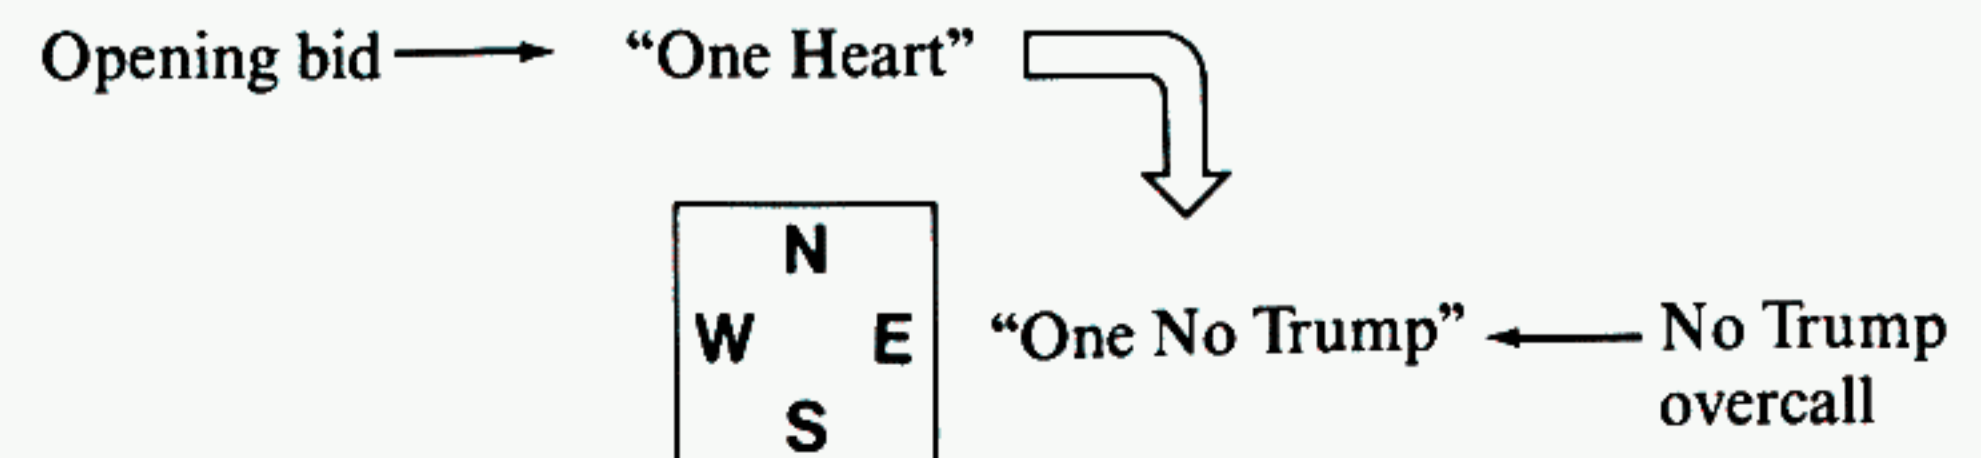 Opening bid “One Heart”
N
W E “One No Trump” No Trump
overcall
S